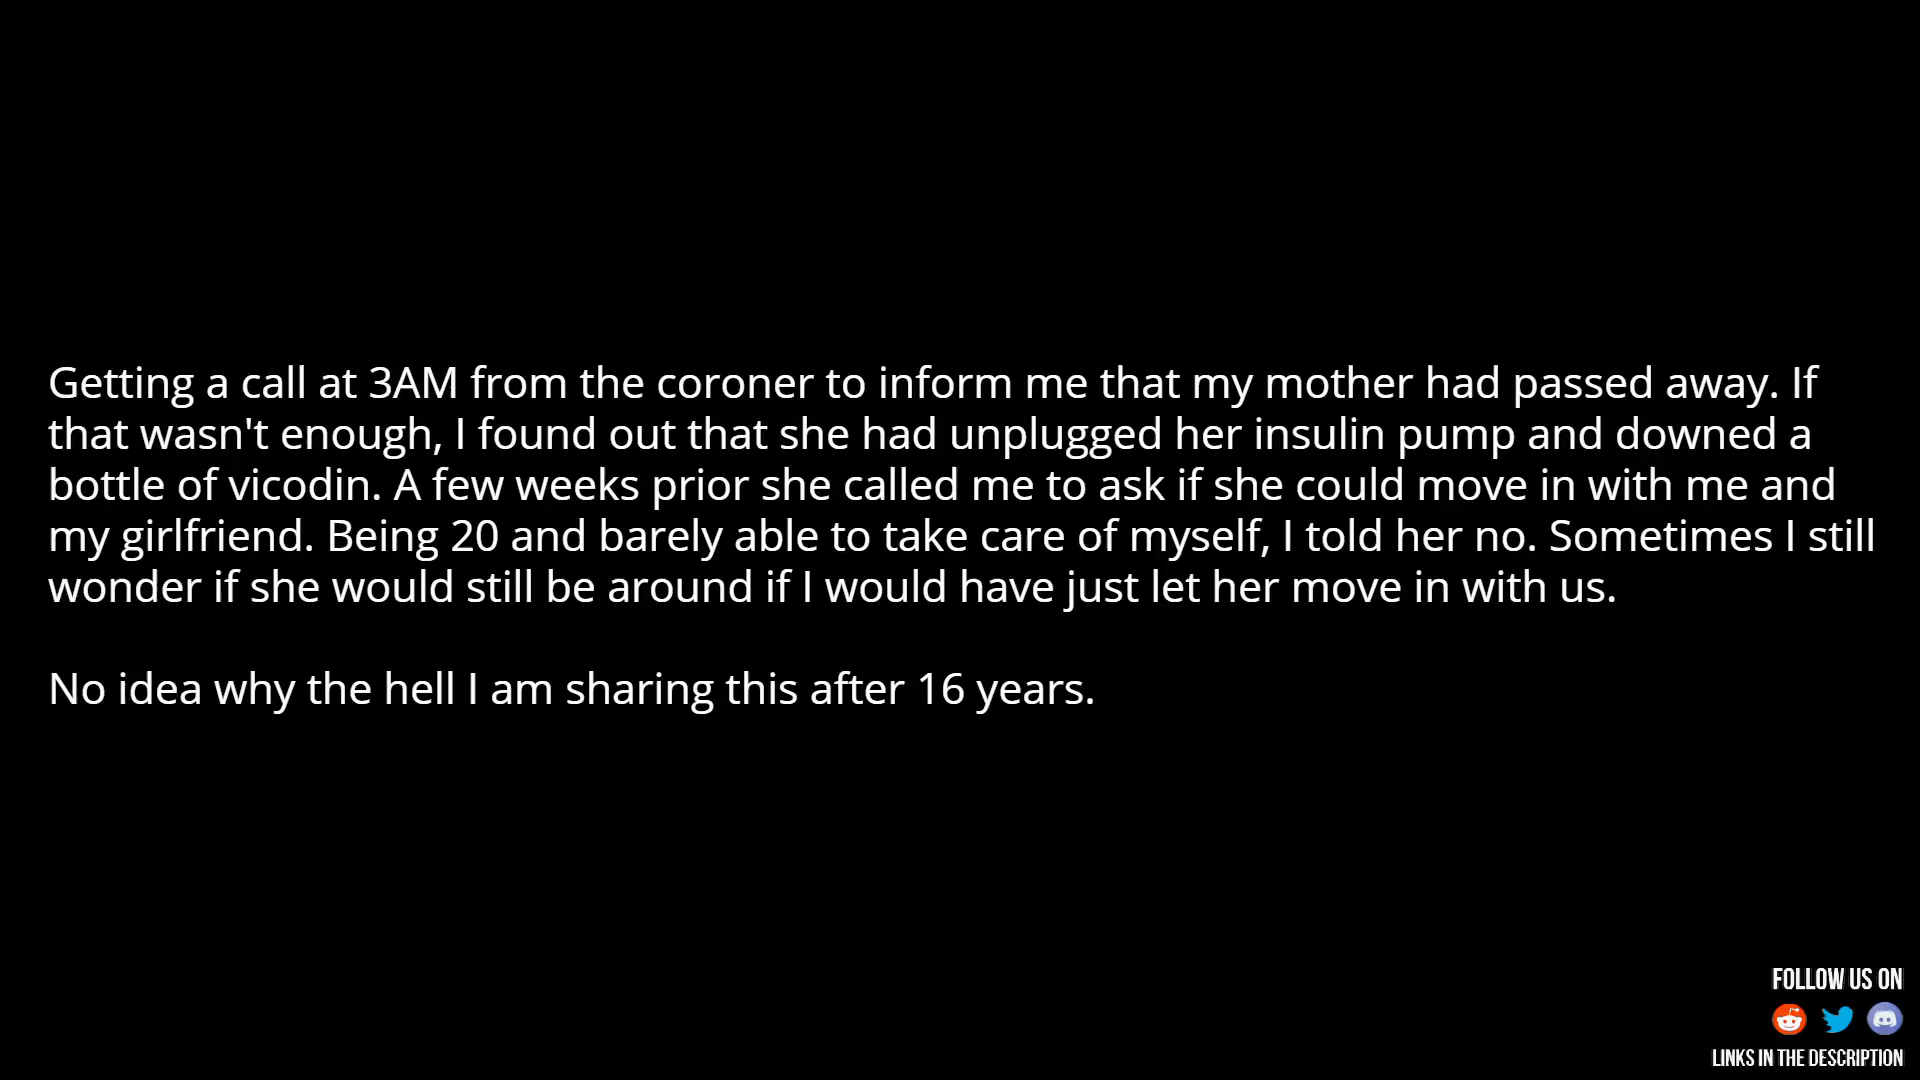 Getting a call at 3AM from the coroner to inform me that my mother had passed away. If
that wasn't enough, I found out that she had unplugged her insulin pump and downed a
bottle of vicodin. A few weeks prior she called me to ask if she could move in with me and
my girlfriend. Being 20 and barely able to take care of myself, I told her no. Sometimes I still
wonder if she would still be around if I would have just let her move in with us.
No idea why the hell I am sharing this after 16 years.
FOLLOW US ON
LINKS IN THE DESCRIPTION